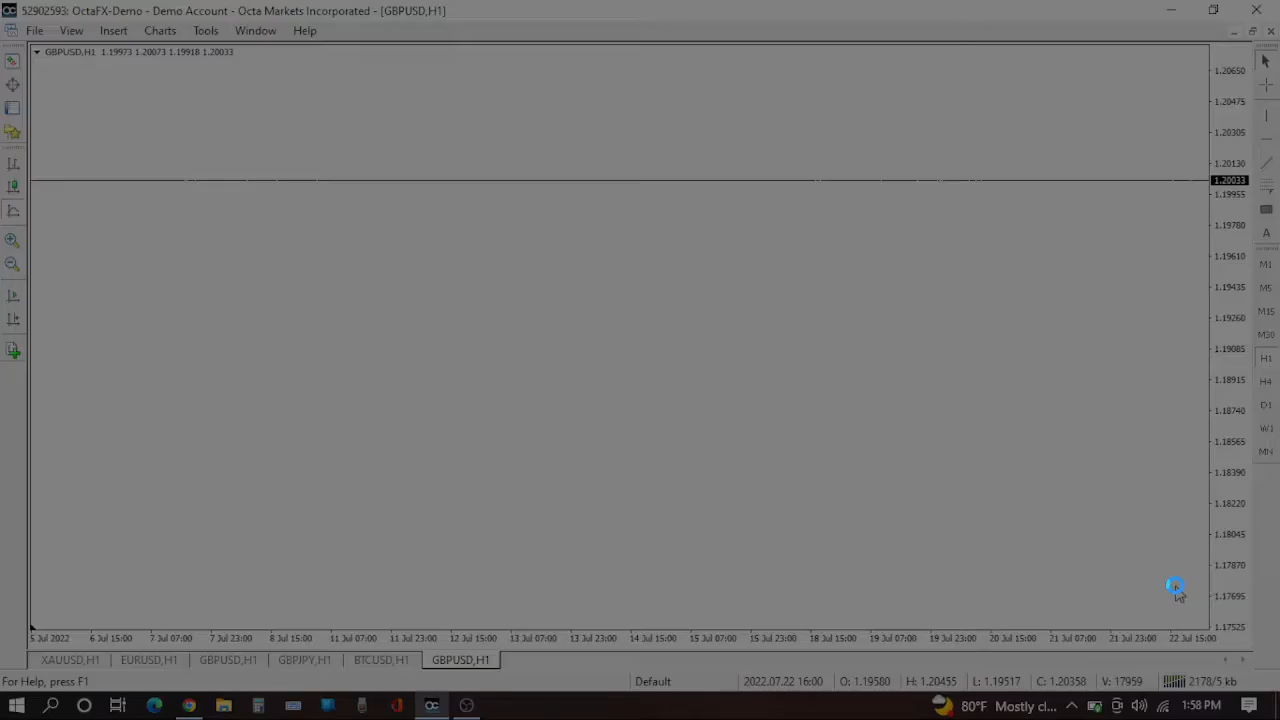 52902593: OctaFX-Demo - Demo Account - Octa Markets Incorporated - [GBPUSD,H1]
File View Insert Charts Tools Window Help
GBPUSD,H1 1.19973 1.20073 1.19918 1.20033
1.20650
1.20475
1.20305
1.20130
1.20033
1.19955
1.19780
1.19610
1.19435
1.19260
1.19085
1.18915
1.18740
1.18565
1.18390
1.18220
1.18045
1.17870
1.17695
1.17525
A
M1
M5
M15
M30
H1
H4
D1
W1
MN
5 Jul 2022 6 Jul 15:00 7 Jul 07:00 7 Jul 23:00 8 Jul 15:00 11 Jul 07:00 11 Jul 23:00 12 Jul 15:00 13 Jul 07:00 13 Jul 23:00 14 Jul 15:00 15 Jul 07:00 15 Jul 23:00 18 Jul 15:00 19 Jul 07:00 19 Jul 23:00 20 Jul 15:00 21 Jul 07:00 21 Jul 23:00 22 Jul 15:00
XAUUSD,H1 EURUSD,H1 GBPUSD,H1 GBPJPY,H1 BTCUSD,H1 GBPUSD,H1
For Help, press F1 Default 2022.07.22 16:00 O: 1.19580 H: 1.20455 L: 1.19517 C: 1.20358 V: 17959 2178/5 kb
80°F Mostly cl... 1:58 PM